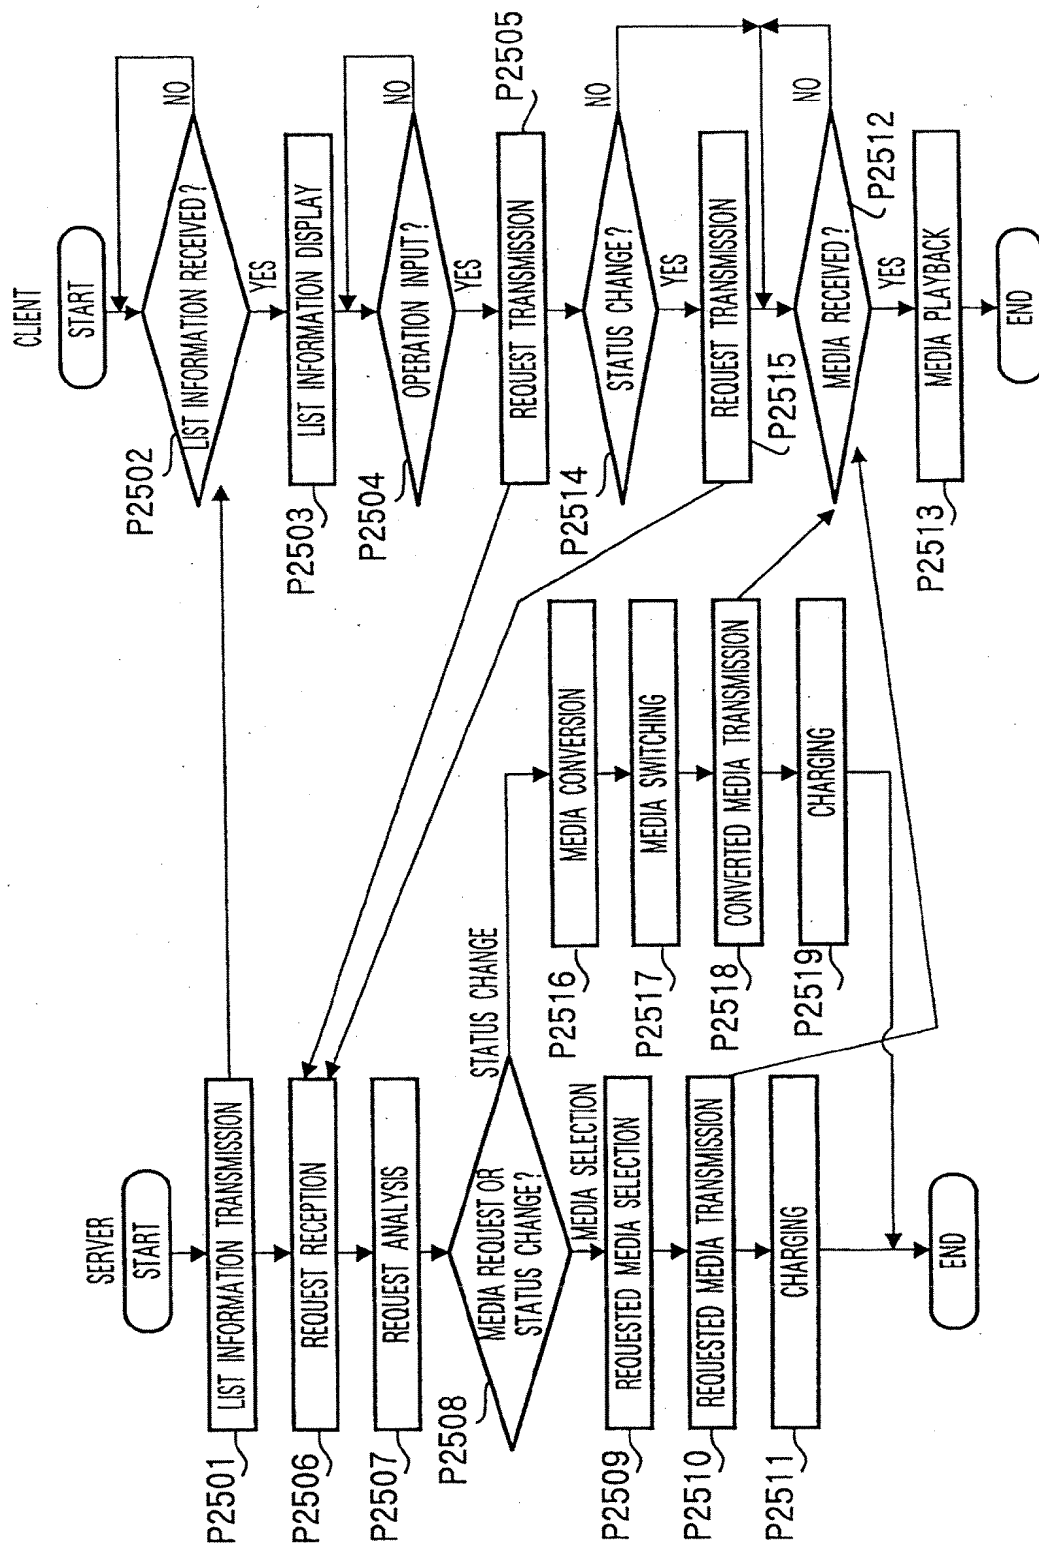 SERVER
START
P2501
LIST INFORMATION TRANSMISSION
P2506
REQUEST RECEPTION
P2507
REQUEST ANALYSIS
P2508
MEDIA REQUEST OR
STATUS CHANGE?
STATUS CHANGE
MEDIA SELECTION
P2509
REQUESTED MEDIA SELECTION
P2510
REQUESTED MEDIA TRANSMISSION
P2511
CHARGING
END
P2516
MEDIA CONVERSION
P2517
MEDIA SWITCHING
P2518
CONVERTED MEDIA TRANSMISSION
P2519
CHARGING
CLIENT
START
P2502
LIST INFORMATION RECEIVED?
NO
YES
P2503
LIST INFORMATION DISPLAY
P2504
OPERATION INPUT?
NO
YES
REQUEST TRANSMISSION
P2505
P2514
STATUS CHANGE?
NO
YES
REQUEST TRANSMISSION
P2515
MEDIA RECEIVED?
NO
P2512
YES
P2513
MEDIA PLAYBACK
END